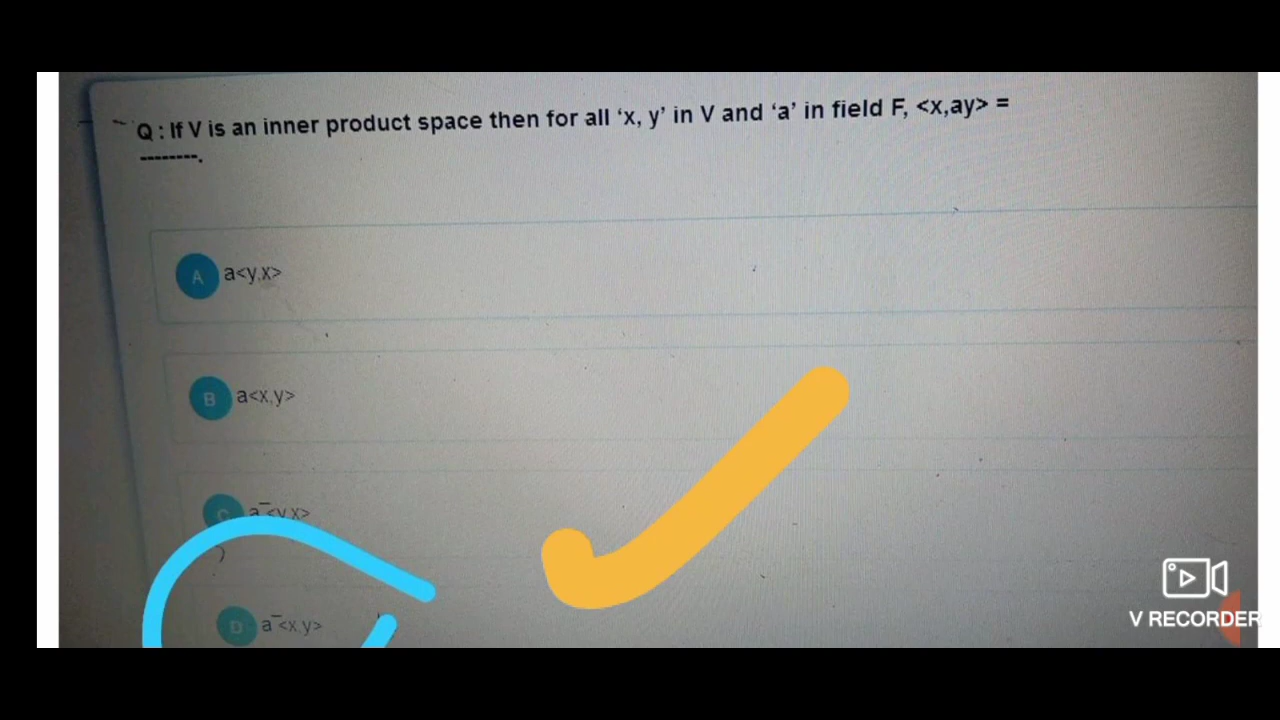 Q : If V is an inner product space then for all ‘x, y’ in V and ‘a’ in field F, <x,ay> =
--------.
A a<y,x>
B a<x,y>
C a¯<y,x>
D a¯<x,y>
V RECORDER